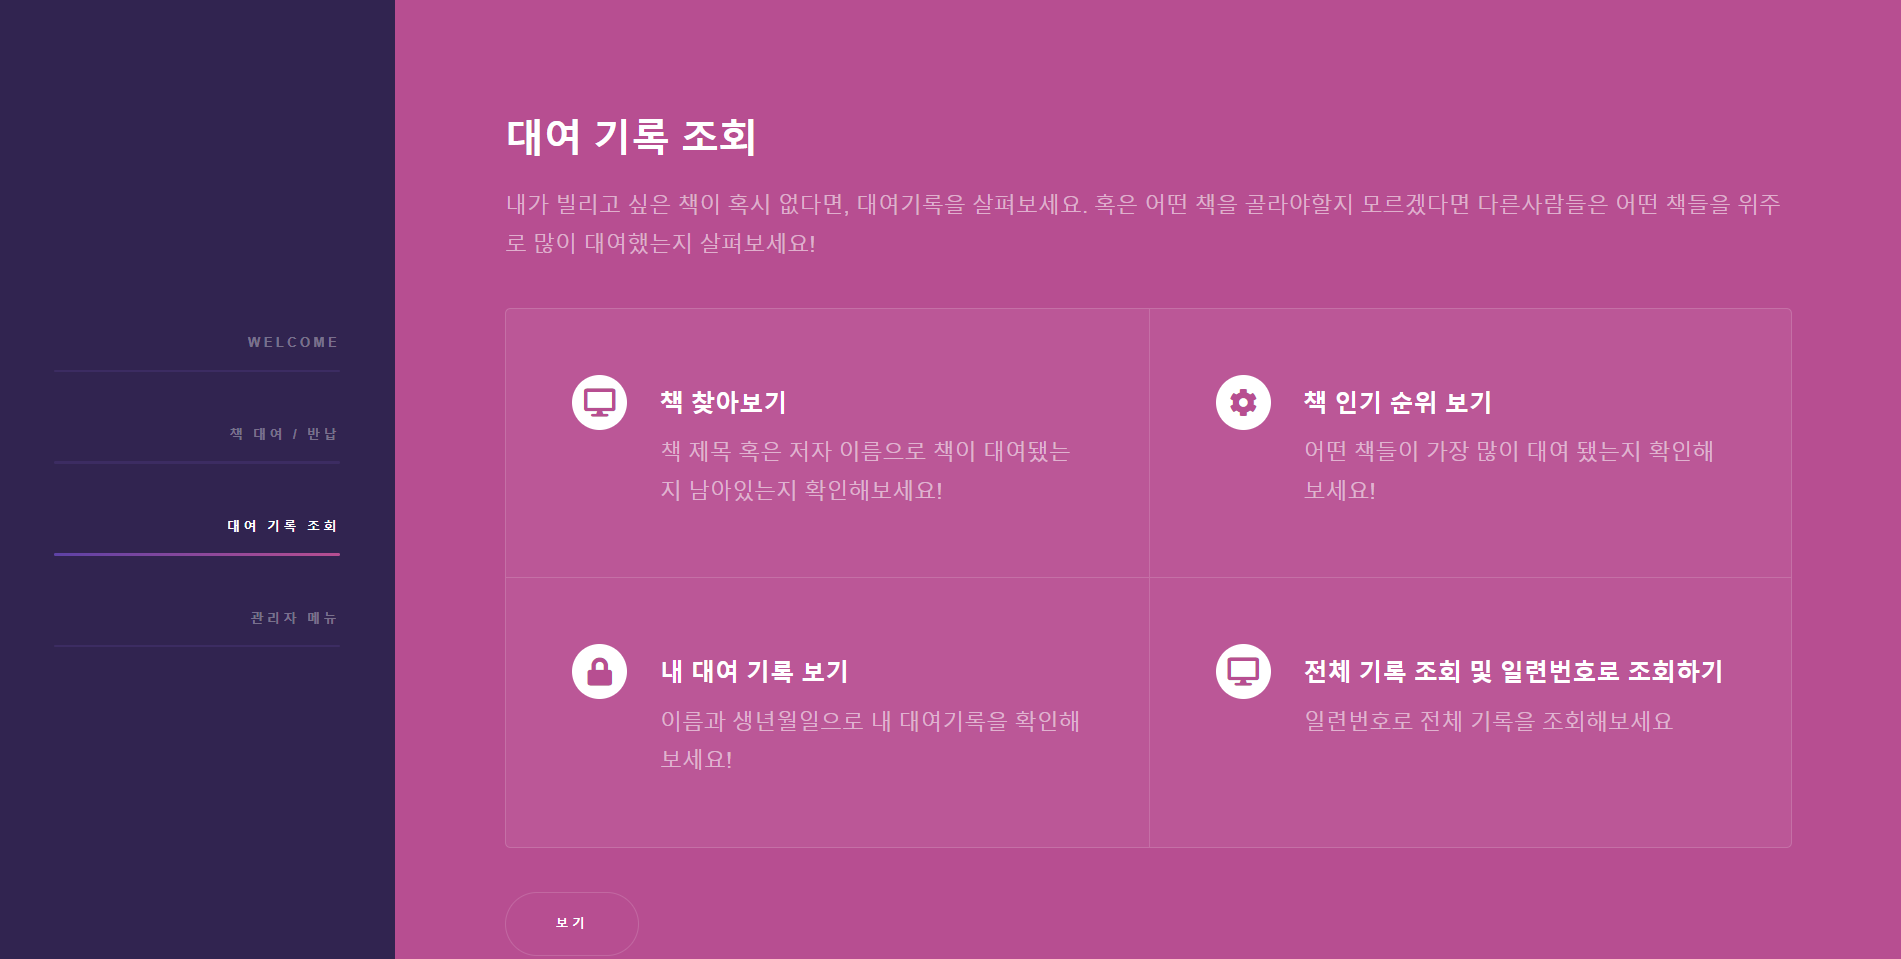 WELCOME
책 대여 / 반납
대여 기록 조회
관리자 메뉴
대여 기록 조회
내가 빌리고 싶은 책이 혹시 없다면, 대여기록을 살펴보세요. 혹은 어떤 책을 골라야할지 모르겠다면 다른사람들은 어떤 책들을 위주
로 많이 대여했는지 살펴보세요!
책 찾아보기
책 제목 혹은 저자 이름으로 책이 대여됐는
지 남아있는지 확인해보세요!
책 인기 순위 보기
어떤 책들이 가장 많이 대여 됐는지 확인해
보세요!
내 대여 기록 보기
이름과 생년월일으로 내 대여기록을 확인해
보세요!
전체 기록 조회 및 일련번호로 조회하기
일련번호로 전체 기록을 조회해보세요
보기